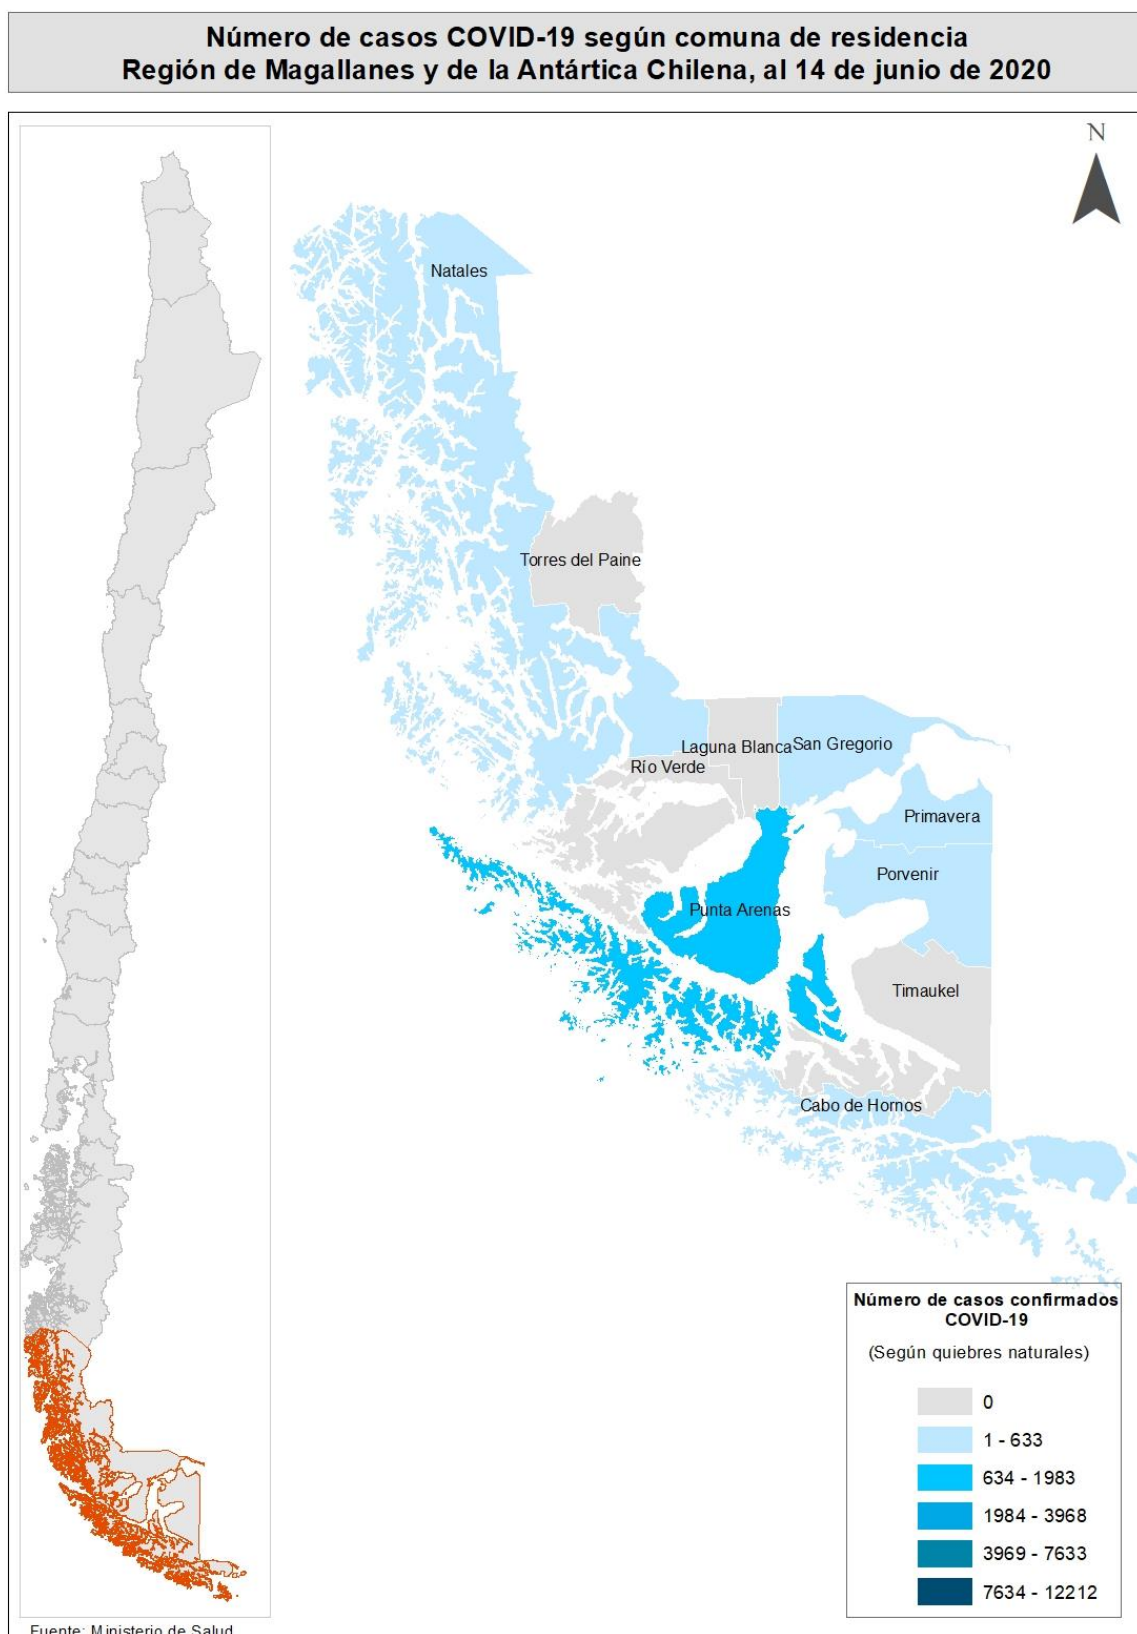 Número de casos COVID-19 según comuna de residencia
Región de Magallanes y de la Antártica Chilena, al 14 de junio de 2020
N
Natales
Torres del Paine
Laguna Blanca
San Gregorio
Río Verde
Primavera
Porvenir
Punta Arenas
Timaukel
Cabo de Hornos
Número de casos confirmados
COVID-19
(Según quiebres naturales)
0
1 - 633
634 - 1983
1984 - 3968
3969 - 7633
7634 - 12212
Fuente: Ministerio de Salud